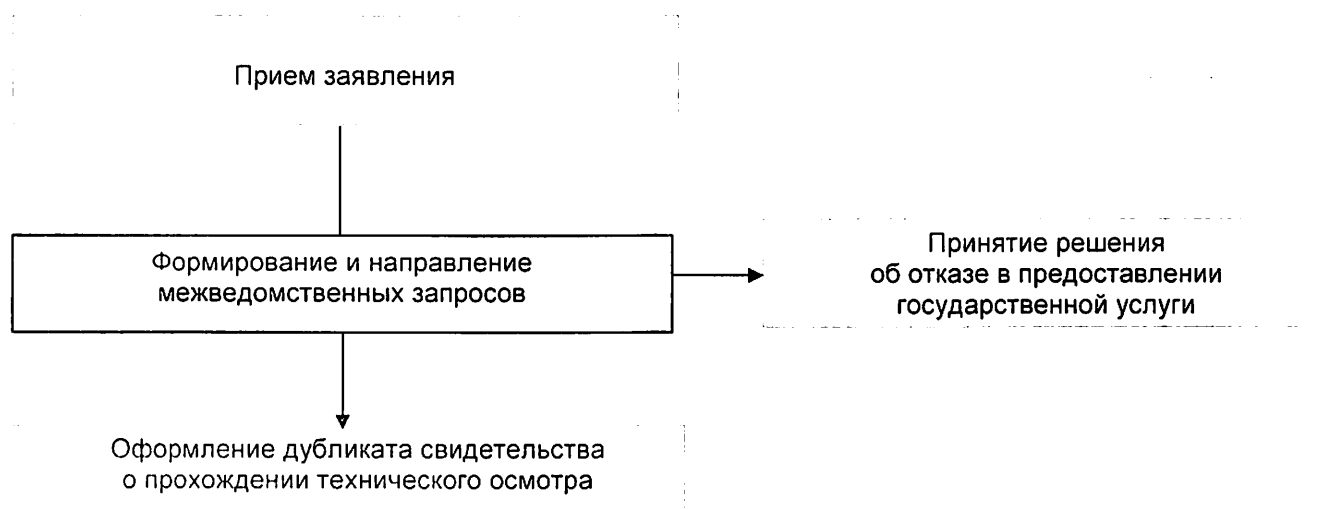 Прием заявления
Формирование и направление
межведомственных запросов
Принятие решения
об отказе в предоставлении
государственной услуги
Оформление дубликата свидетельства
о прохождении технического осмотра